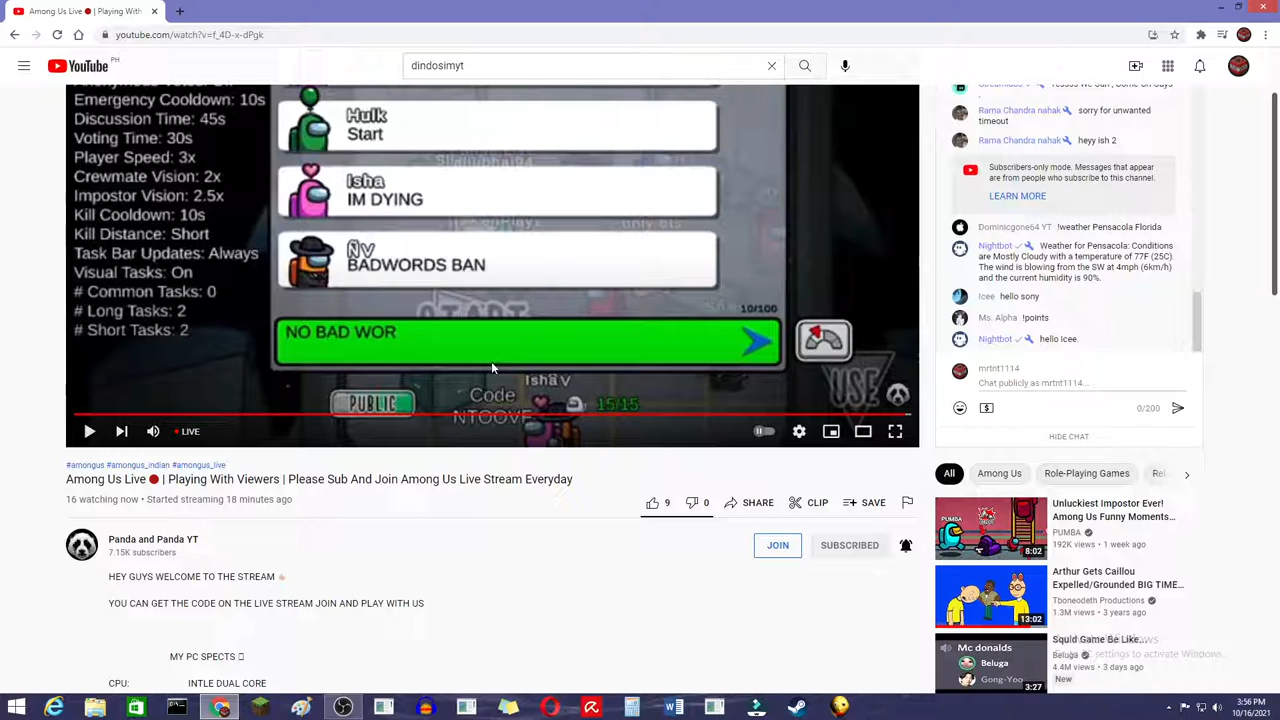 Among Us Live 🔴 | Playing With
youtube.com/watch?v=f_4D-x-dPgk
YouTube PH
dindosimyt
Emergency Cooldown: 10s
Discussion Time: 45s
Voting Time: 30s
Player Speed: 3x
Crewmate Vision: 2x
Impostor Vision: 2.5x
Kill Cooldown: 10s
Kill Distance: Short
Task Bar Updates: Always
Visual Tasks: On
# Common Tasks: 0
# Long Tasks: 2
# Short Tasks: 2
Hulk
Start
Isha
IM DYING
ÑV
BADWORDS BAN
10/100
NO BAD WOR
START
PUBLIC
Code
NTOOVF
15/15
USE
LIVE
#amongus #amongus_indian #amongus_live
Among Us Live 🔴 | Playing With Viewers | Please Sub And Join Among Us Live Stream Everyday
16 watching now • Started streaming 18 minutes ago
9
0
SHARE
CLIP
SAVE
Panda and Panda YT
7.15K subscribers
JOIN
SUBSCRIBED
HEY GUYS WELCOME TO THE STREAM 👆🏻
YOU CAN GET THE CODE ON THE LIVE STREAM JOIN AND PLAY WITH US
MY PC SPECTS
CPU: INTLE DUAL CORE
Rama Chandra nahak sorry for unwanted
timeout
Rama Chandra nahak heyy ish 2
Subscribers-only mode. Messages that appear
are from people who subscribe to this channel.
LEARN MORE
Dominicgone64 YT !weather Pensacola Florida
Nightbot Weather for Pensacola: Conditions
are Mostly Cloudy with a temperature of 77F (25C).
The wind is blowing from the SW at 4mph (6km/h)
and the current humidity is 90%.
Icee hello sony
Ms. Alpha !points
Nightbot hello Icee.
mrtnt1114
Chat publicly as mrtnt1114...
0/200
HIDE CHAT
All
Among Us
Role-Playing Games
Rel
Unluckiest Impostor Ever!
Among Us Funny Moments...
PUMBA
192K views • 1 week ago
PUMBA
8:02
Arthur Gets Caillou
Expelled/Grounded BIG TIME...
Tboneodeth Productions
1.3M views • 3 years ago
13:02
Squid Game Be Like...
Beluga
4.4M views • 3 days ago
New
Mc donalds
Beluga
Gong-Yoo
3:27
3:56 PM
10/16/2021